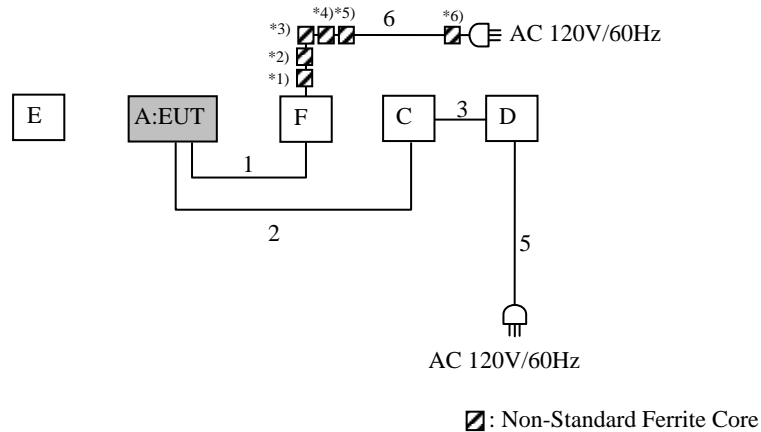 *3) *4)*5) 6 *6) AC 120V/60Hz
*2)
*1)
E A:EUT F C 3 D
1
2 5
AC 120V/60Hz
: Non-Standard Ferrite Core